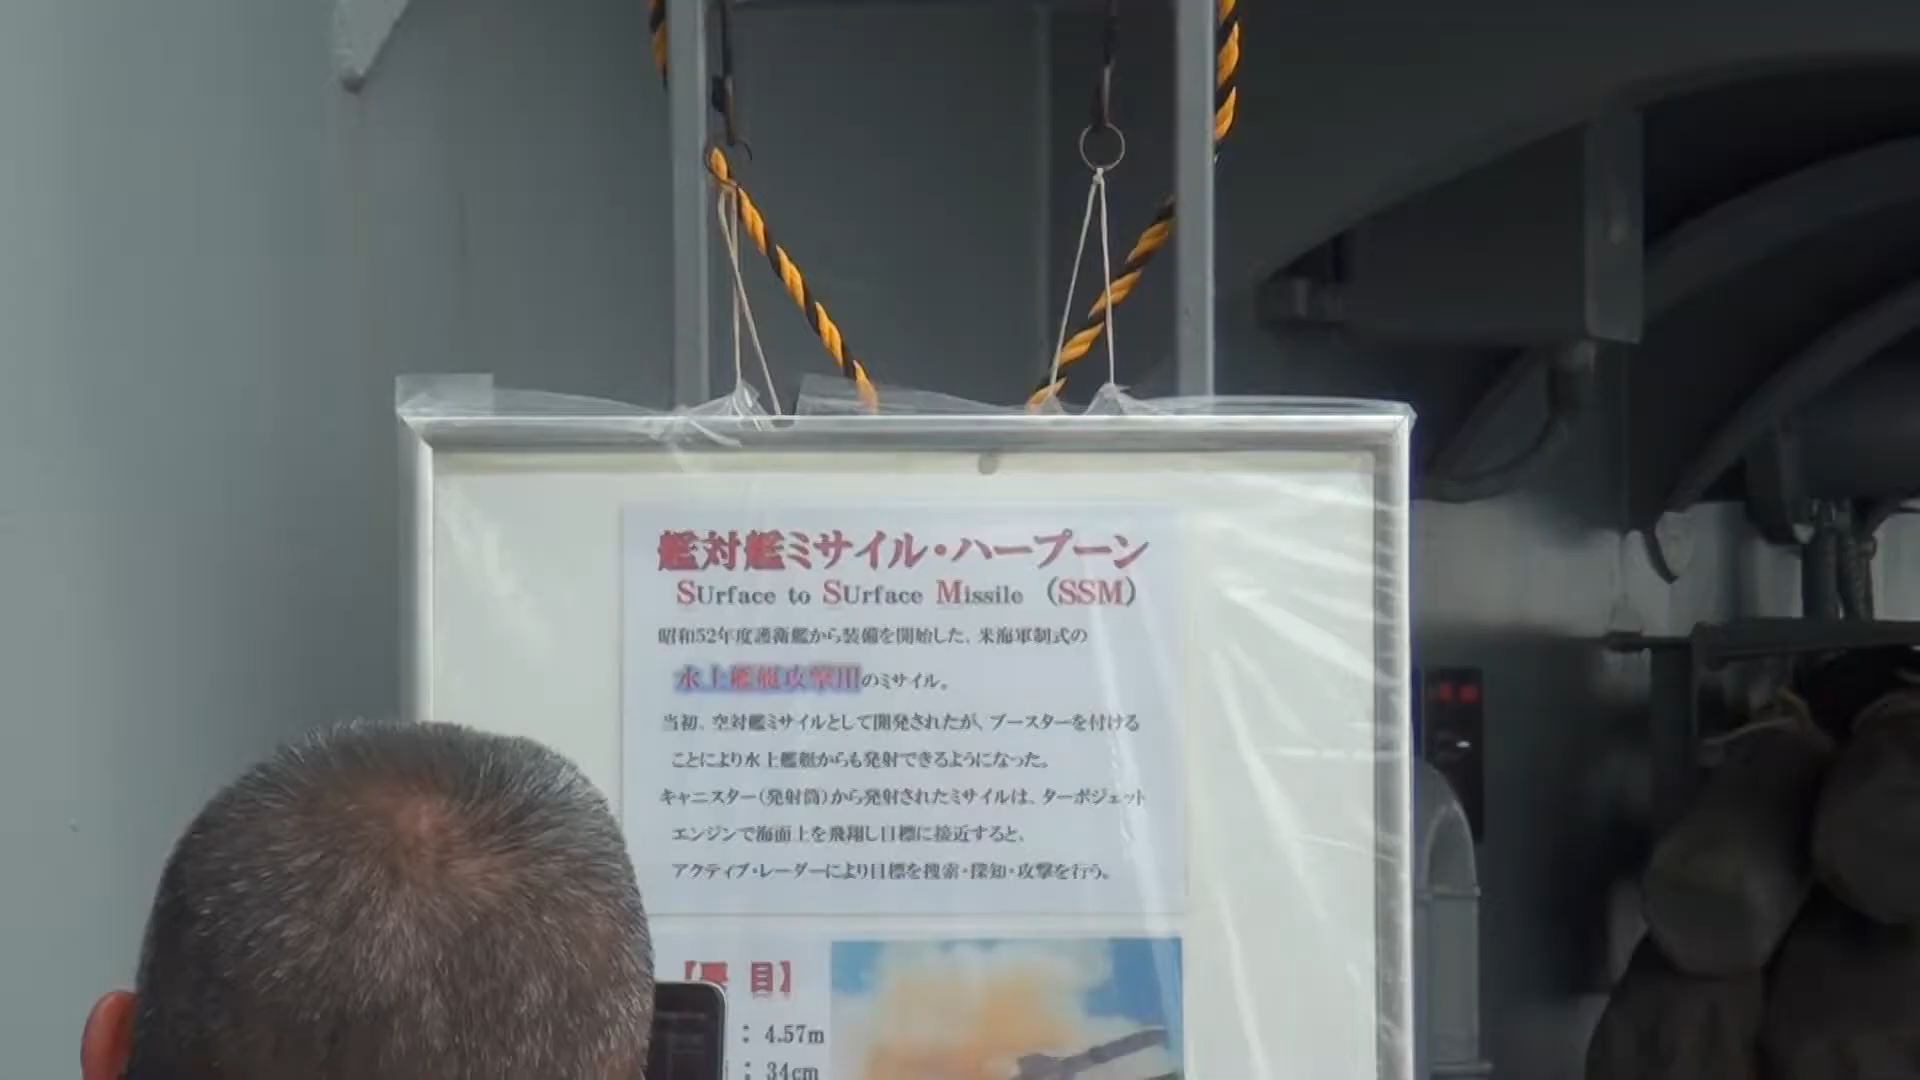 艦対艦ミサイル・ハープーン
SUrface to SUrface Missile (SSM)
昭和52年度護衛艦から装備を開始した、米海軍制式の
水上艦艇攻撃用のミサイル。
当初、空対艦ミサイルとして開発されたが、ブースターを付ける
ことにより水上艦艇からも発射できるようになった。
キャニスター(発射筒)から発射されたミサイルは、ターボジェット
エンジンで海面上を飛翔し目標に接近すると、
アクティブ・レーダーにより目標を捜索・探知・攻撃を行う。
【要 目】
: 4.57m
: 34cm